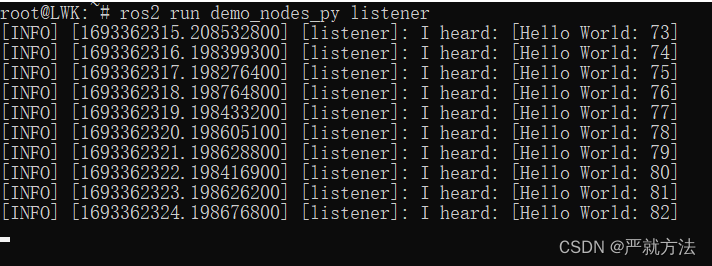 root@LWK:~# ros2 run demo_nodes_py listener
[INFO] [1693362315.208532800] [listener]: I heard: [Hello World: 73]
[INFO] [1693362316.198399300] [listener]: I heard: [Hello World: 74]
[INFO] [1693362317.198276400] [listener]: I heard: [Hello World: 75]
[INFO] [1693362318.198764800] [listener]: I heard: [Hello World: 76]
[INFO] [1693362319.198433200] [listener]: I heard: [Hello World: 77]
[INFO] [1693362320.198605100] [listener]: I heard: [Hello World: 78]
[INFO] [1693362321.198628800] [listener]: I heard: [Hello World: 79]
[INFO] [1693362322.198416900] [listener]: I heard: [Hello World: 80]
[INFO] [1693362323.198626200] [listener]: I heard: [Hello World: 81]
[INFO] [1693362324.198676800] [listener]: I heard: [Hello World: 82]
CSDN @严就方法